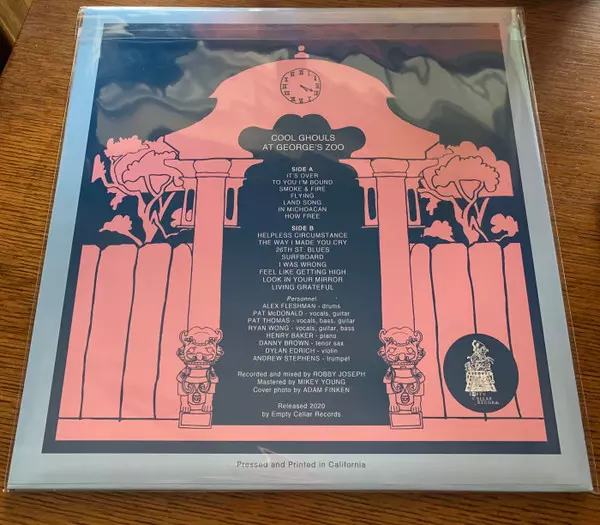 COOL GHOULS
AT GEORGE'S ZOO
SIDE A
IT'S OVER
TO YOU I'M BOUND
SMOKE & FIRE
FLYING
LAND SONG
IN MICHOACAN
HOW FREE
SIDE B
HELPLESS CIRCUMSTANCE
THE WAY I MADE YOU CRY
26TH ST. BLUES
SURFBOARD
I WAS WRONG
FEEL LIKE GETTING HIGH
LOOK IN YOUR MIRROR
LIVING GRATEFUL
Personnel
ALEX FLESHMAN - drums
PAT McDONALD - vocals, guitar
PAT THOMAS - vocals, bass, guitar
RYAN WONG - vocals, guitar, bass
HENRY BAKER - piano
DANNY BROWN - tenor sax
DYLAN EDRICH - violin
ANDREW STEPHENS - trumpet
Recorded and mixed by ROBBY JOSEPH
Mastered by MIKEY YOUNG
Cover photo by ADAM FINKEN
Released 2020
by Empty Cellar Records
EMPTY
CELLAR
RECORDS
Pressed and Printed in California